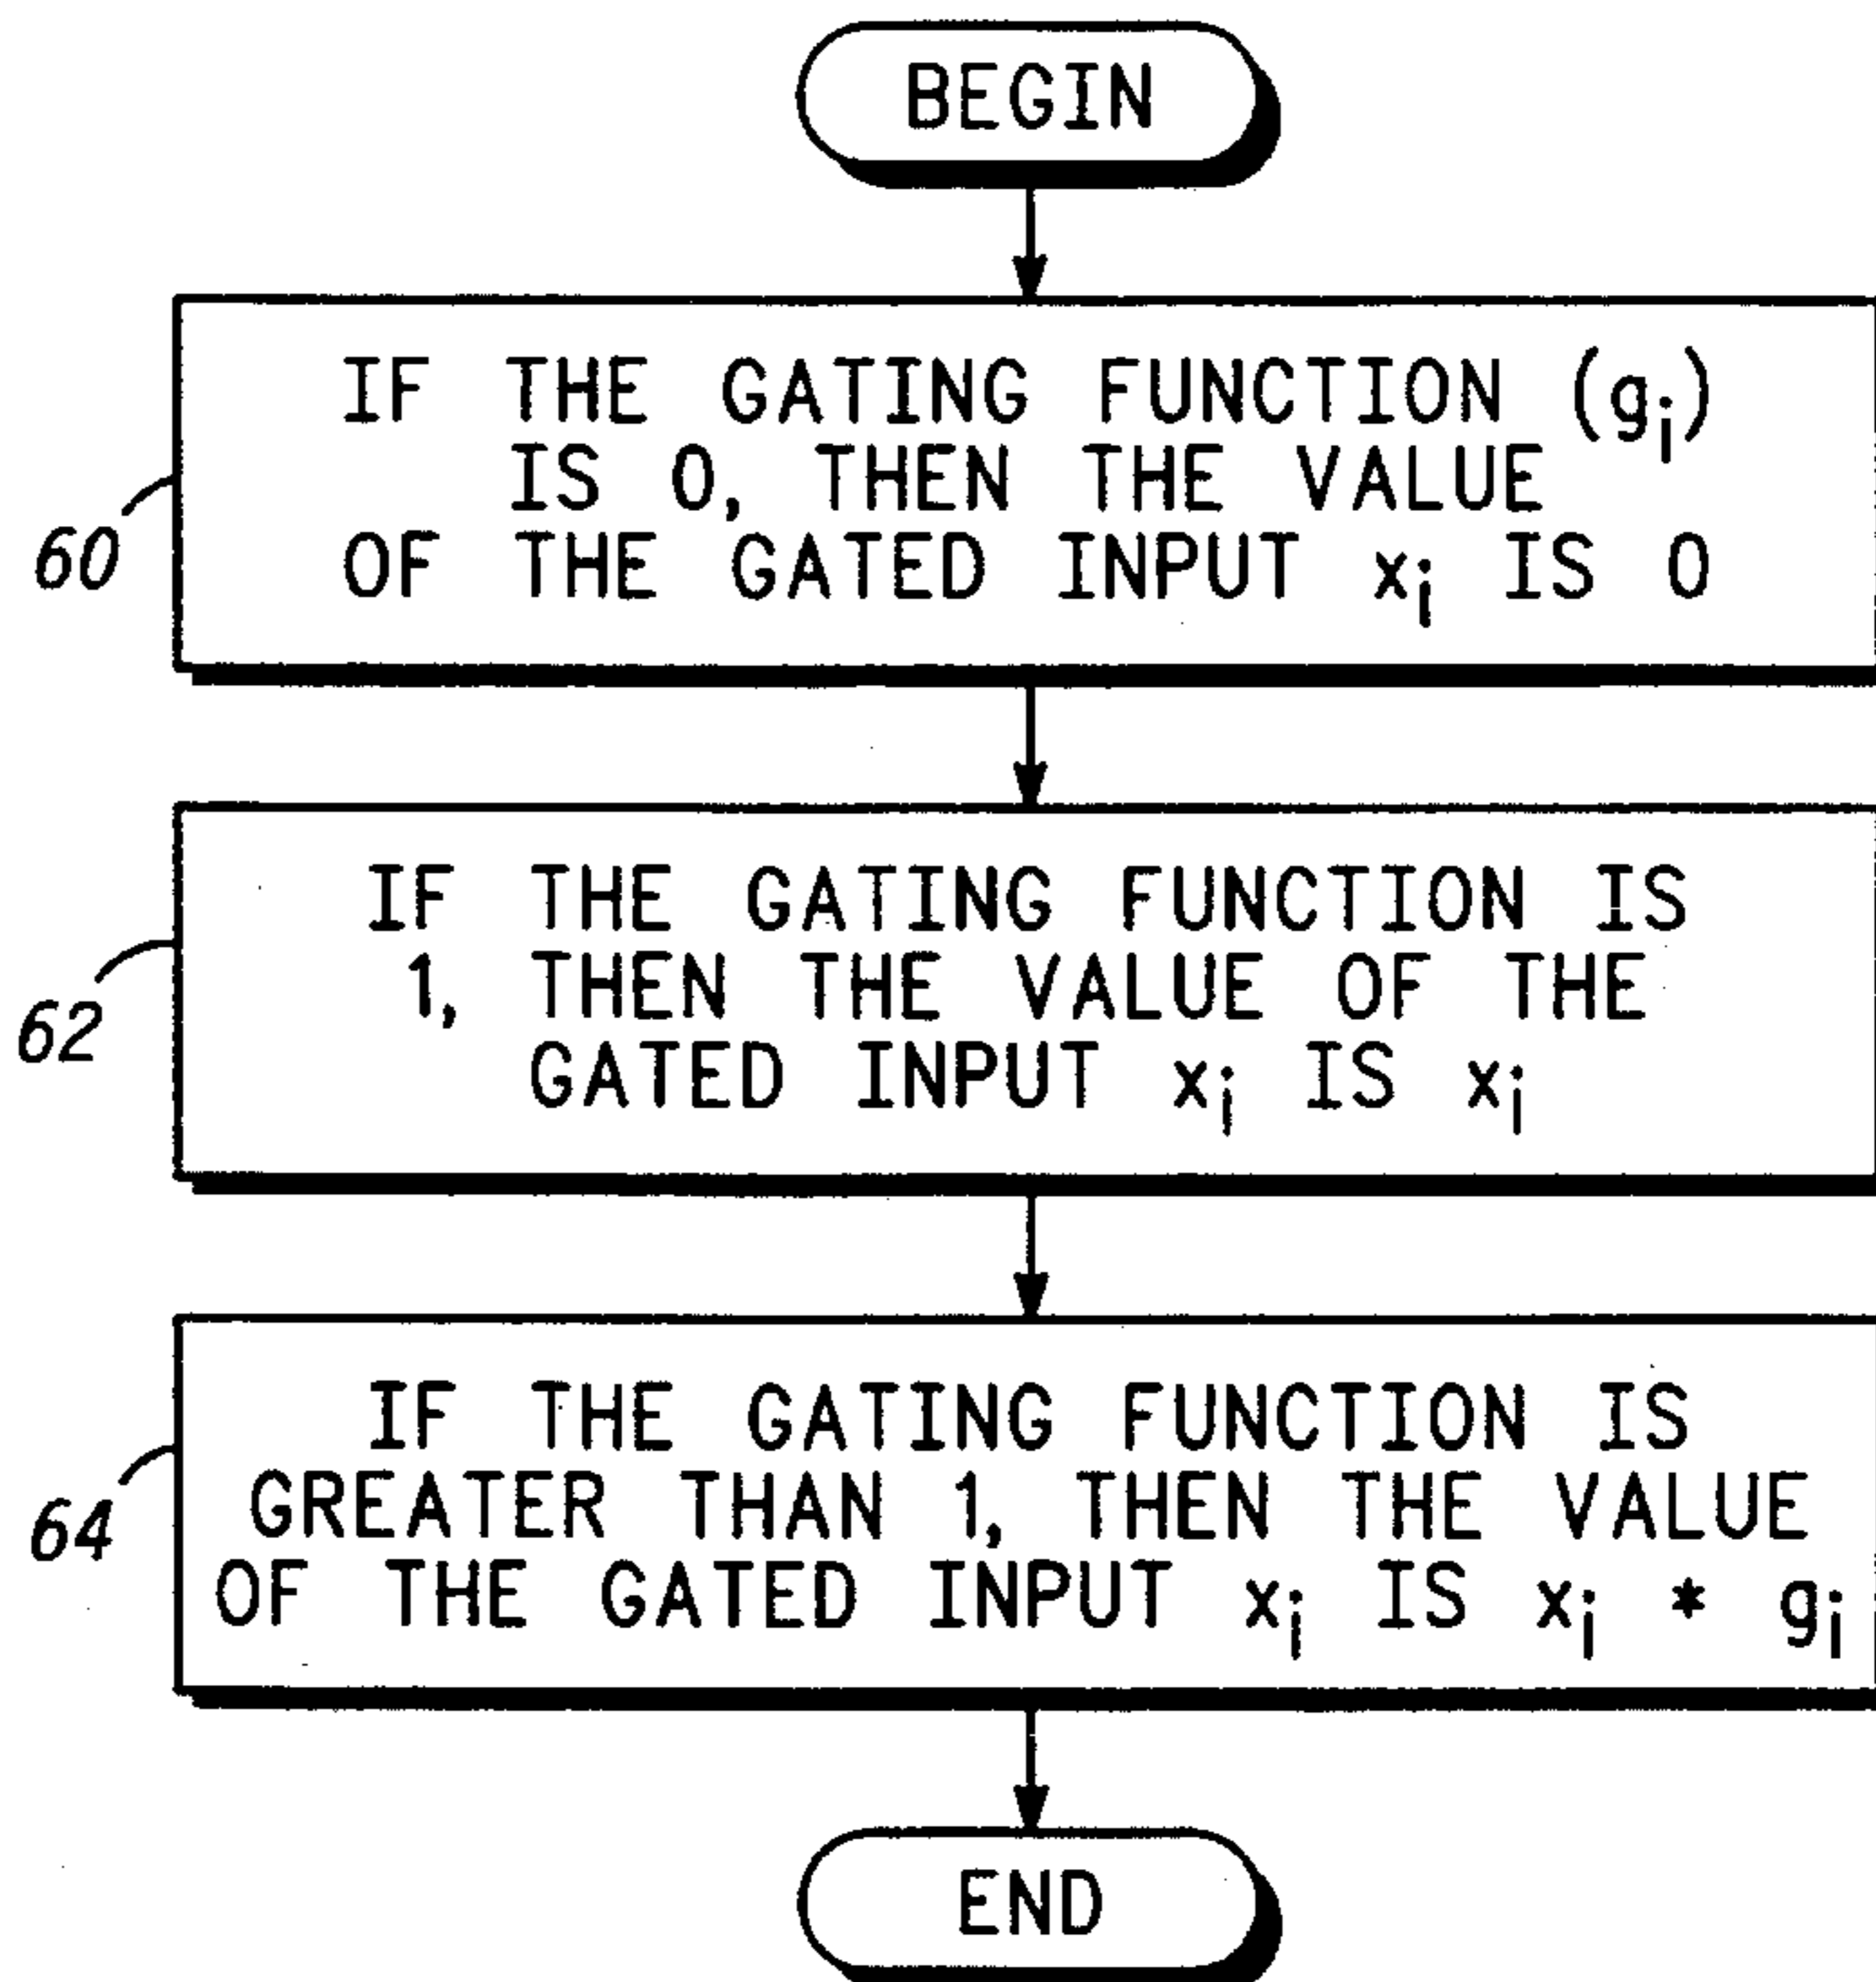 BEGIN
IF THE GATING FUNCTION (gᵢ)
IS 0, THEN THE VALUE
OF THE GATED INPUT xᵢ IS 0
60
IF THE GATING FUNCTION IS
1, THEN THE VALUE OF THE
GATED INPUT xᵢ IS xᵢ
62
IF THE GATING FUNCTION IS
GREATER THAN 1, THEN THE VALUE
OF THE GATED INPUT xᵢ IS xᵢ * gᵢ
64
END